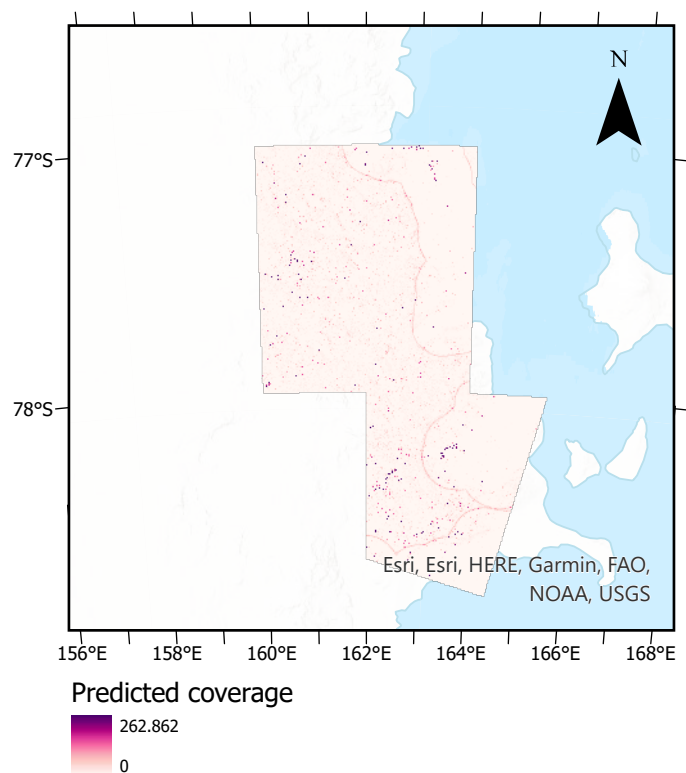 N
77°S
78°S
Esri, Esri, HERE, Garmin, FAO,
NOAA, USGS
156°E 158°E 160°E 162°E 164°E 166°E 168°E
Predicted coverage
262.862
0